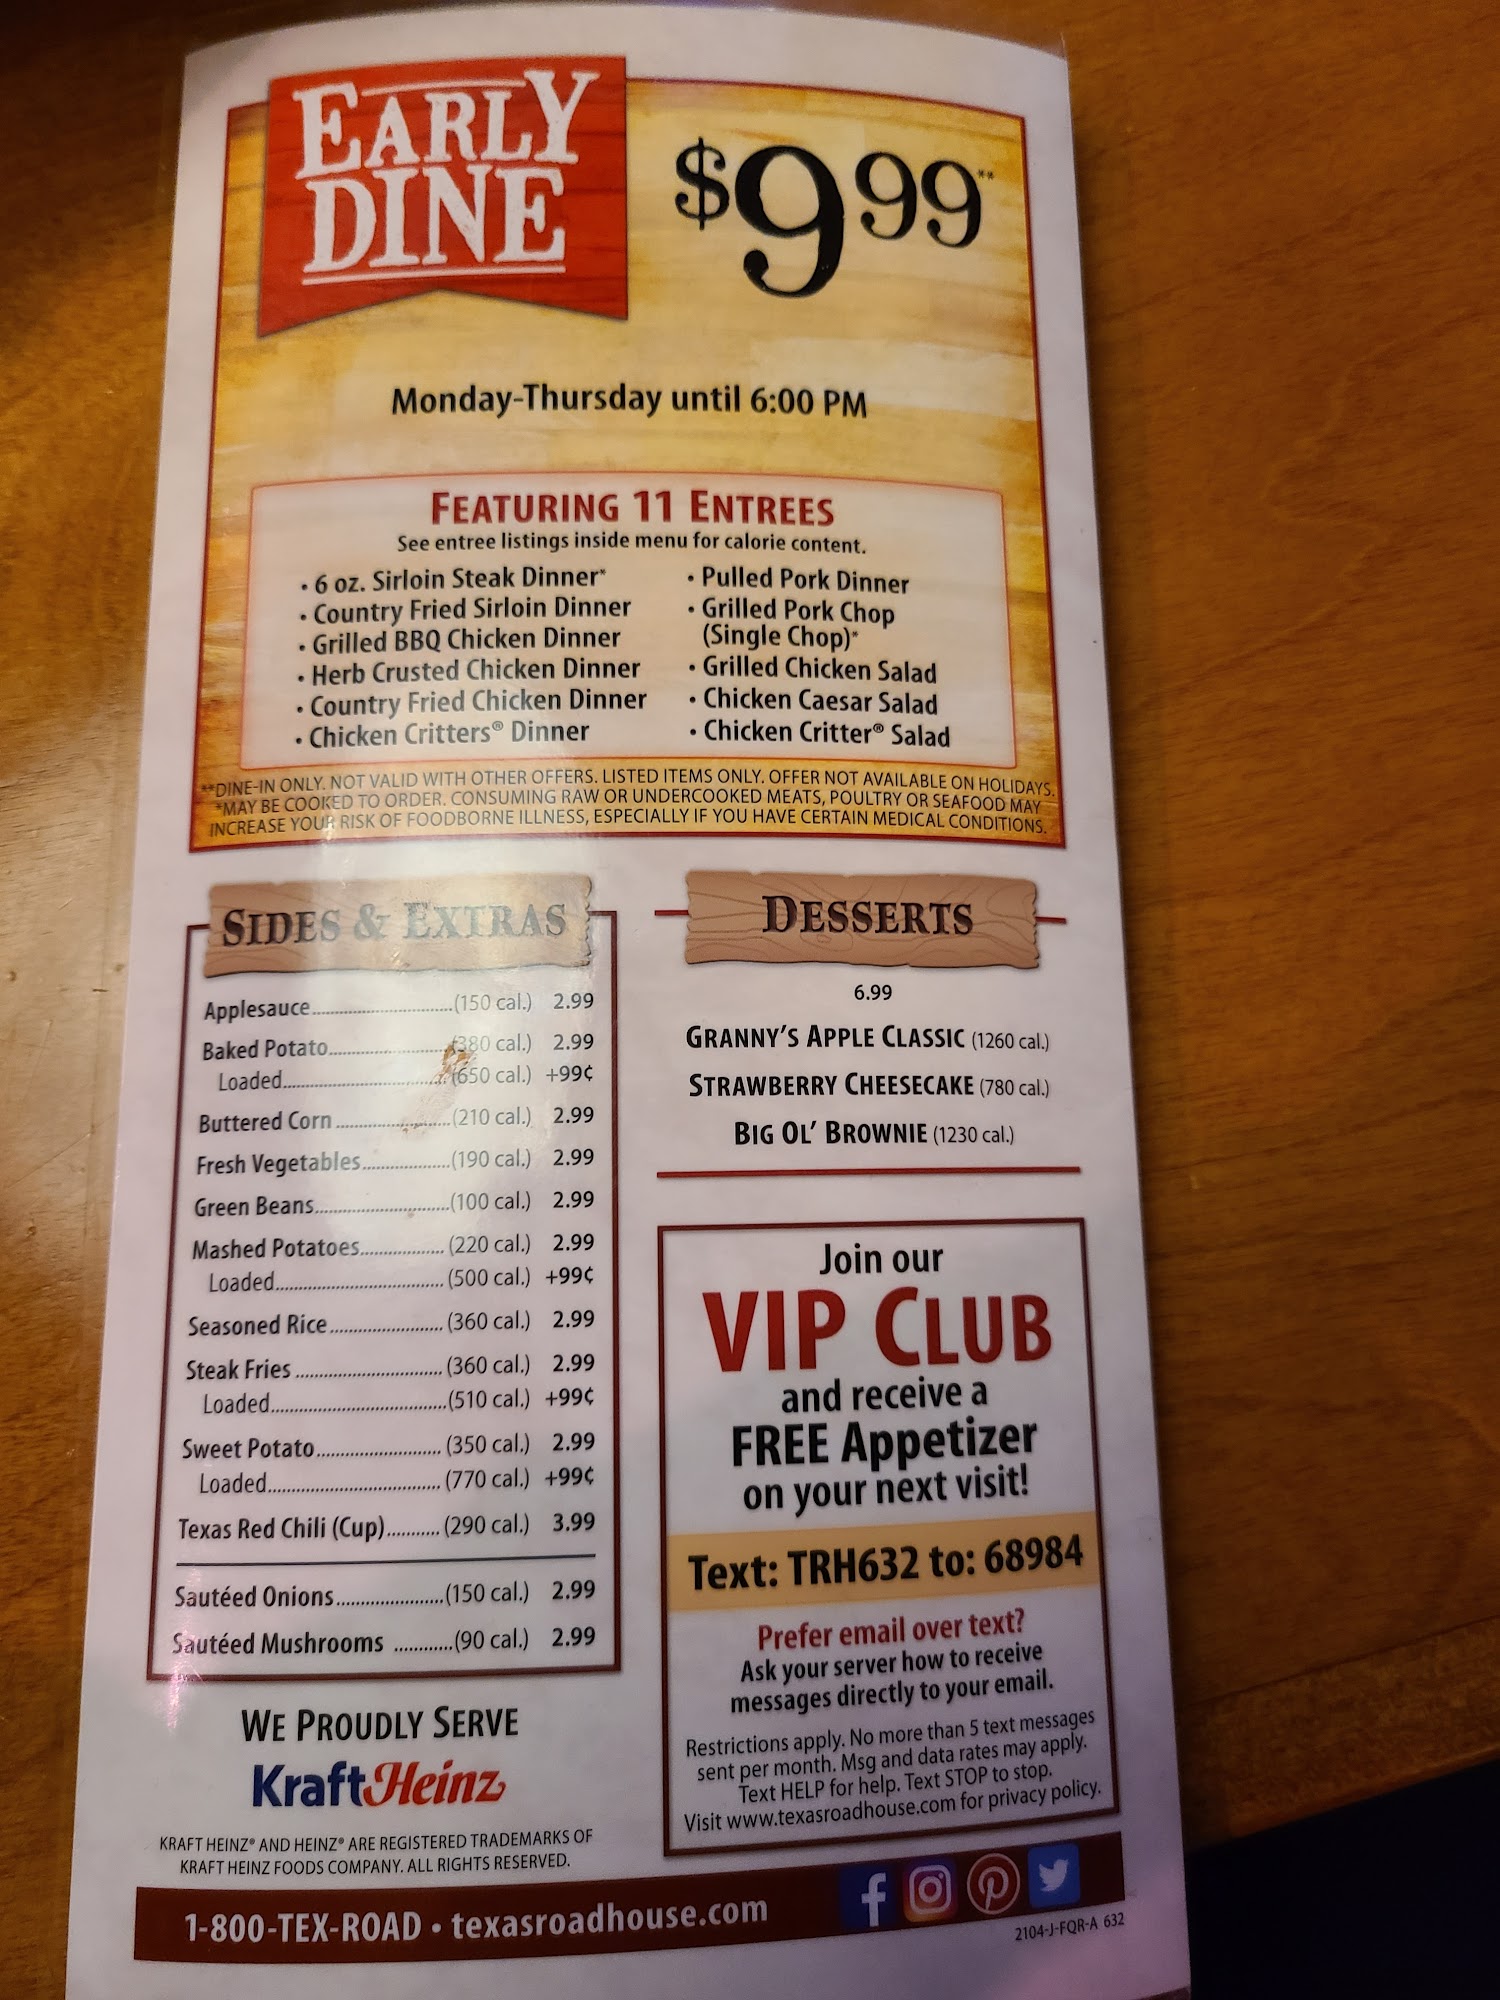 EARLY
DINE
$9.99**
Monday-Thursday until 6:00 PM
FEATURING 11 ENTREES
See entree listings inside menu for calorie content.
• 6 oz. Sirloin Steak Dinner*
• Country Fried Sirloin Dinner
• Grilled BBQ Chicken Dinner
• Herb Crusted Chicken Dinner
• Country Fried Chicken Dinner
• Chicken Critters® Dinner
• Pulled Pork Dinner
• Grilled Pork Chop
(Single Chop)*
• Grilled Chicken Salad
• Chicken Caesar Salad
• Chicken Critter® Salad
**DINE-IN ONLY. NOT VALID WITH OTHER OFFERS. LISTED ITEMS ONLY. OFFER NOT AVAILABLE ON HOLIDAYS.
*MAY BE COOKED TO ORDER. CONSUMING RAW OR UNDERCOOKED MEATS, POULTRY OR SEAFOOD MAY
INCREASE YOUR RISK OF FOODBORNE ILLNESS, ESPECIALLY IF YOU HAVE CERTAIN MEDICAL CONDITIONS.
SIDES & EXTRAS
Applesauce (150 cal.) 2.99
Baked Potato (380 cal.) 2.99
Loaded (650 cal.) +99¢
Buttered Corn (210 cal.) 2.99
Fresh Vegetables (190 cal.) 2.99
Green Beans (100 cal.) 2.99
Mashed Potatoes (220 cal.) 2.99
Loaded (500 cal.) +99¢
Seasoned Rice (360 cal.) 2.99
Steak Fries (360 cal.) 2.99
Loaded (510 cal.) +99¢
Sweet Potato (350 cal.) 2.99
Loaded (770 cal.) +99¢
Texas Red Chili (Cup) (290 cal.) 3.99
Sautéed Onions (150 cal.) 2.99
Sautéed Mushrooms (90 cal.) 2.99
WE PROUDLY SERVE
KraftHeinz
KRAFT HEINZ® AND HEINZ® ARE REGISTERED TRADEMARKS OF
KRAFT HEINZ FOODS COMPANY. ALL RIGHTS RESERVED.
DESSERTS
6.99
GRANNY'S APPLE CLASSIC (1260 cal.)
STRAWBERRY CHEESECAKE (780 cal.)
BIG OL' BROWNIE (1230 cal.)
Join our
VIP CLUB
and receive a
FREE Appetizer
on your next visit!
Text: TRH632 to: 68984
Prefer email over text?
Ask your server how to receive
messages directly to your email.
Restrictions apply. No more than 5 text messages
sent per month. Msg and data rates may apply.
Text HELP for help. Text STOP to stop.
Visit www.texasroadhouse.com for privacy policy.
1-800-TEX-ROAD • texasroadhouse.com
2104-J-FQR-A 632